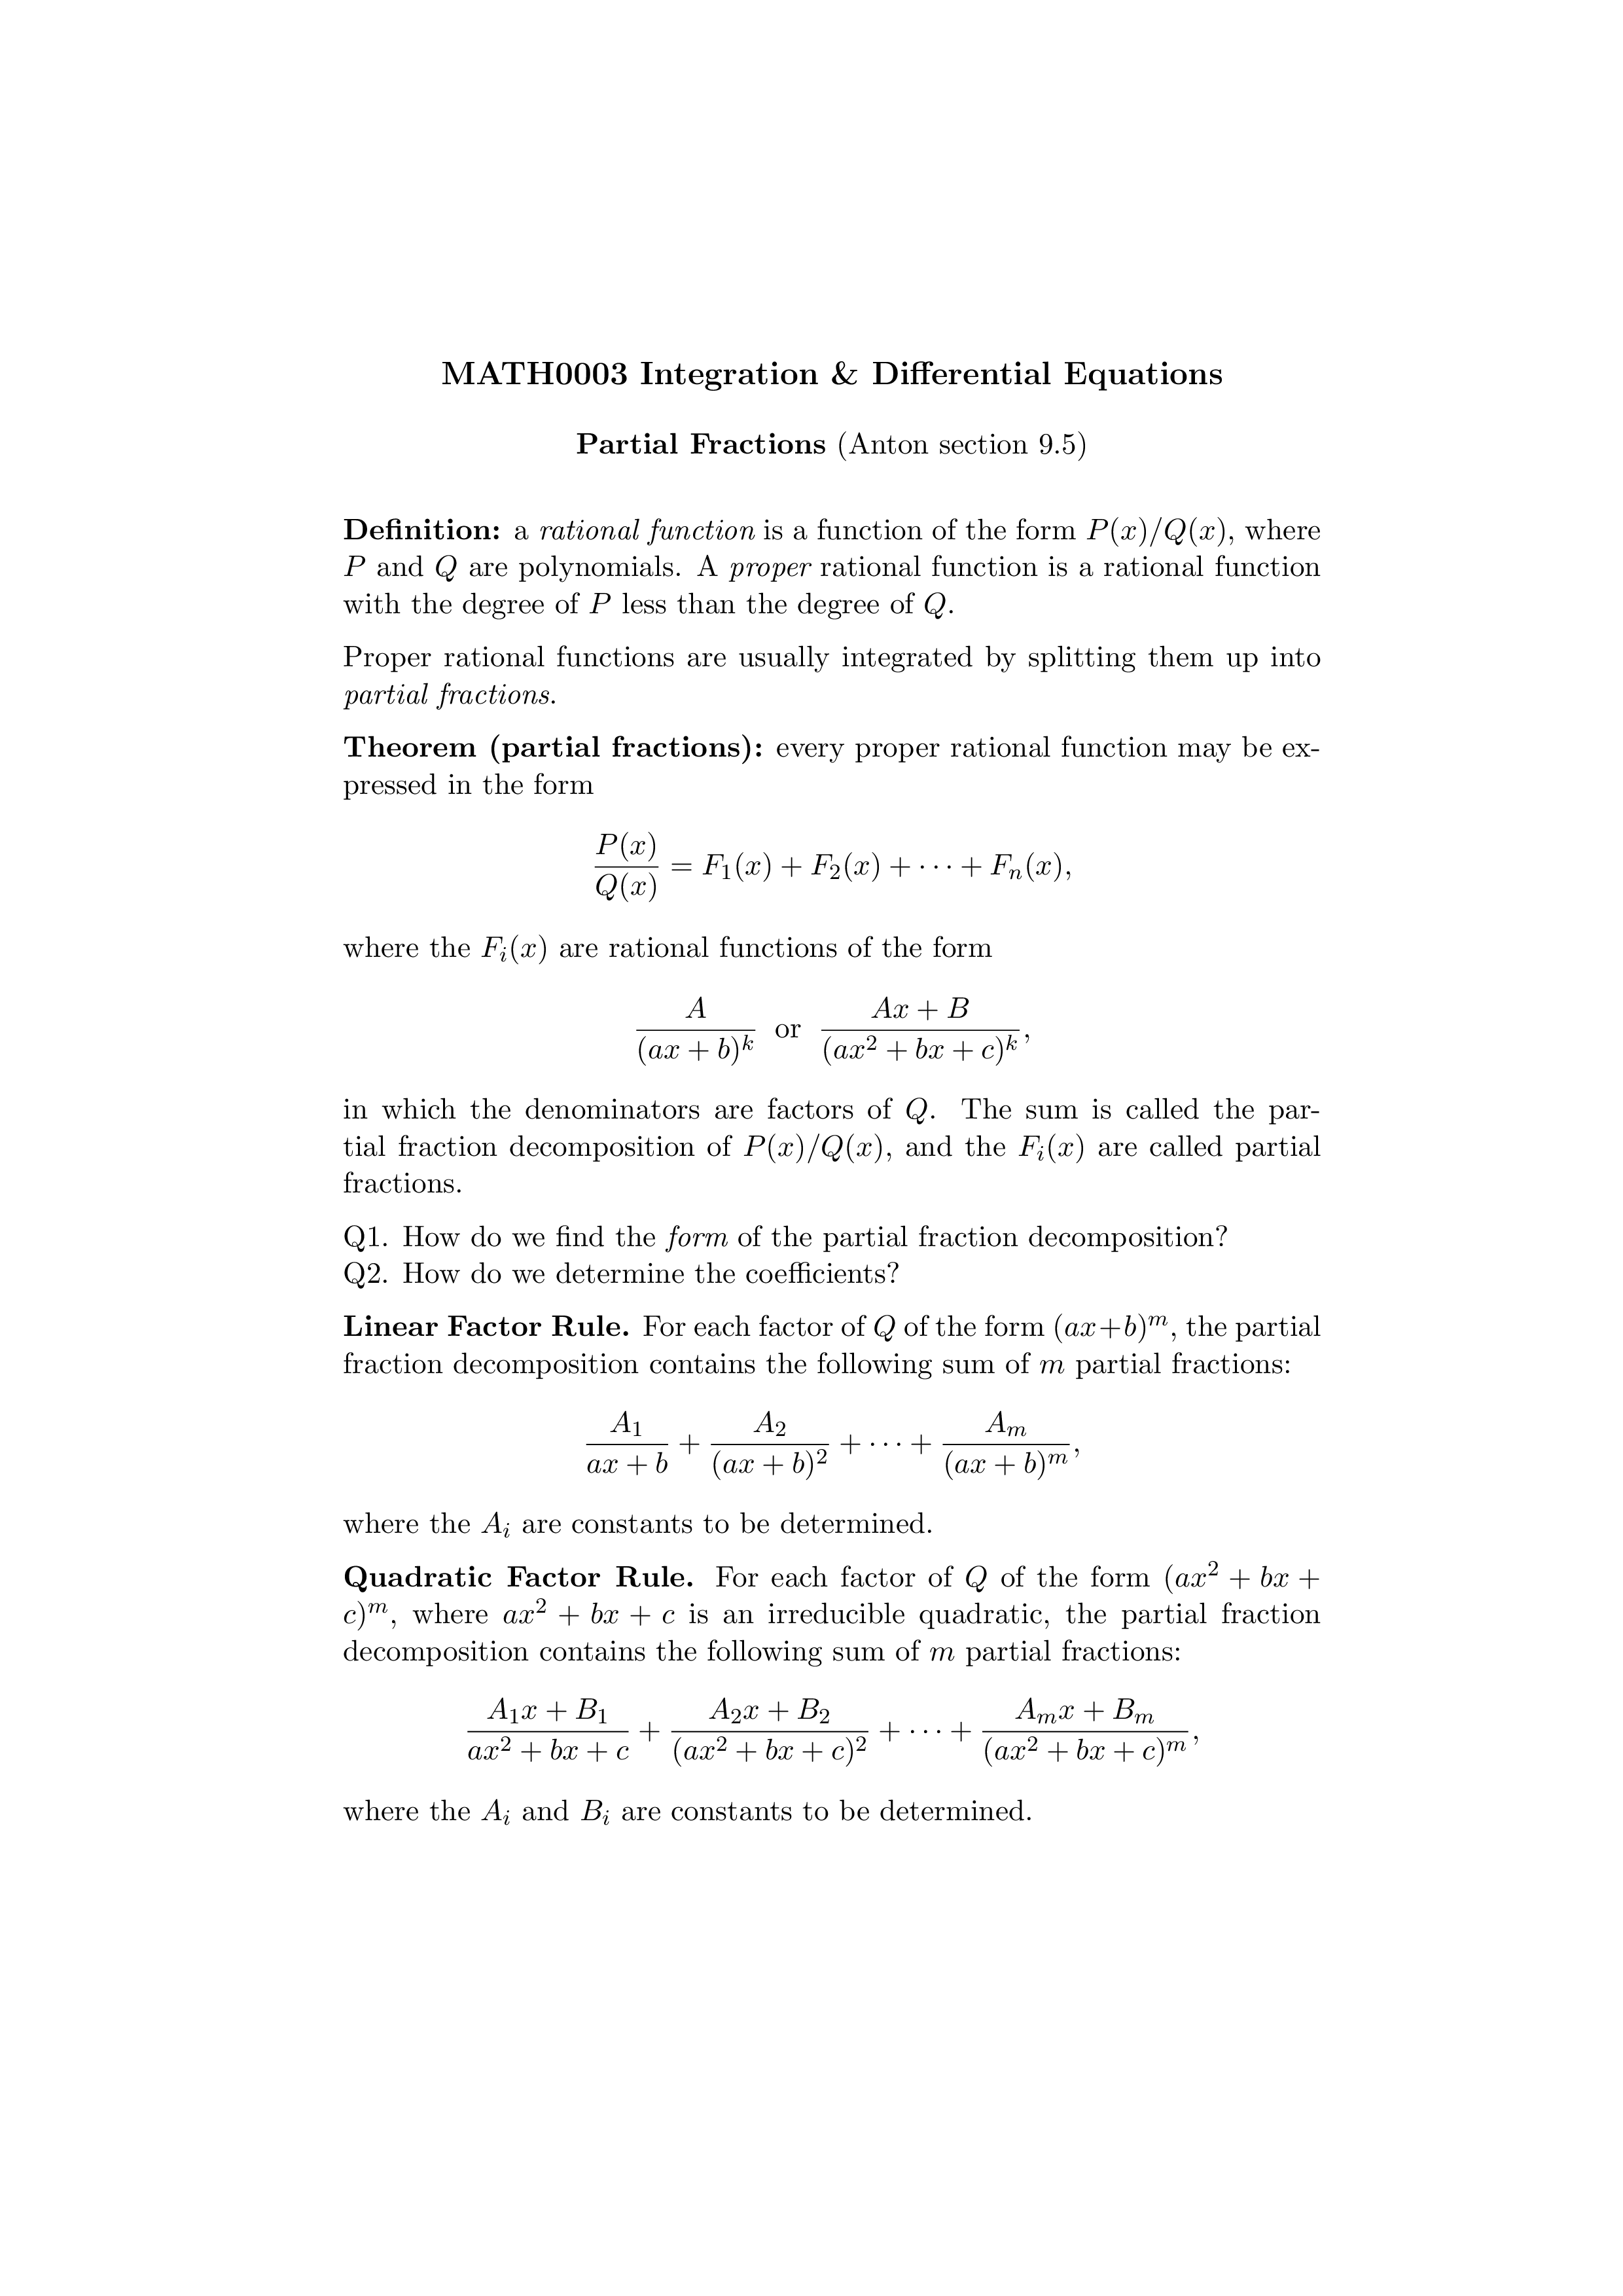 MATH0003 Integration & Differential Equations
Partial Fractions (Anton section 9.5)
Definition: a rational function is a function of the form P(x)/Q(x), where
P and Q are polynomials. A proper rational function is a rational function
with the degree of P less than the degree of Q.
Proper rational functions are usually integrated by splitting them up into
partial fractions.
Theorem (partial fractions): every proper rational function may be ex-
pressed in the form
\frac{P(x)}{Q(x)} = F_1(x) + F_2(x) + \cdots + F_n(x),
where the F_i(x) are rational functions of the form
\frac{A}{(ax + b)^k} or \frac{Ax + B}{(ax^2 + bx + c)^k},
in which the denominators are factors of Q. The sum is called the par-
tial fraction decomposition of P(x)/Q(x), and the F_i(x) are called partial
fractions.
Q1. How do we find the form of the partial fraction decomposition?
Q2. How do we determine the coefficients?
Linear Factor Rule. For each factor of Q of the form (ax+b)^m, the partial
fraction decomposition contains the following sum of m partial fractions:
\frac{A_1}{ax + b} + \frac{A_2}{(ax + b)^2} + \cdots + \frac{A_m}{(ax + b)^m},
where the A_i are constants to be determined.
Quadratic Factor Rule. For each factor of Q of the form (ax^2 + bx +
c)^m, where ax^2 + bx + c is an irreducible quadratic, the partial fraction
decomposition contains the following sum of m partial fractions:
\frac{A_1x + B_1}{ax^2 + bx + c} + \frac{A_2x + B_2}{(ax^2 + bx + c)^2} + \cdots + \frac{A_mx + B_m}{(ax^2 + bx + c)^m},
where the A_i and B_i are constants to be determined.